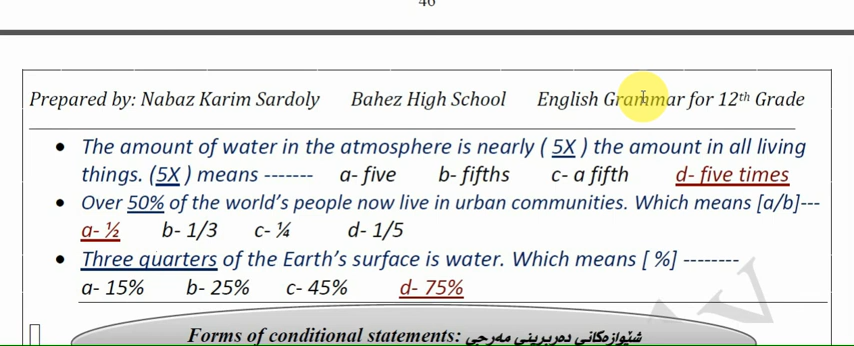 46
Prepared by: Nabaz Karim Sardoly Bahez High School English Grammar for 12th Grade
• The amount of water in the atmosphere is nearly ( 5X ) the amount in all living
things. (5X ) means ------- a- five b- fifths c- a fifth d- five times
• Over 50% of the world's people now live in urban communities. Which means [a/b]---
a- ½ b- 1/3 c- ¼ d- 1/5
• Three quarters of the Earth's surface is water. Which means [ %] --------
a- 15% b- 25% c- 45% d- 75%
Forms of conditional statements: شێوازەکانی دەربڕینی مەرجی